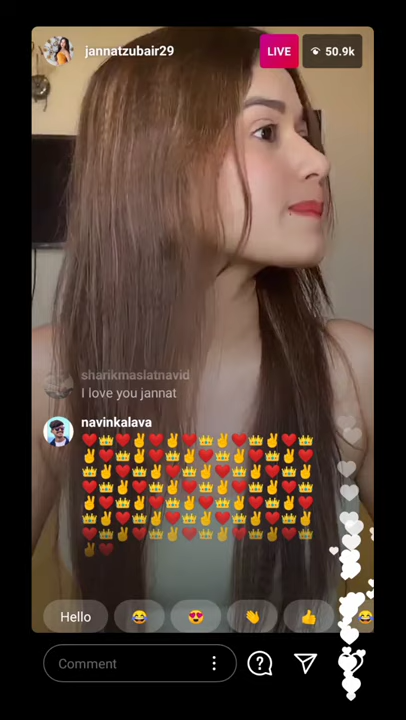 jannatzubair29
LIVE
50.9k
sharikmaslatnavid
I love you jannat
navinkalava
Hello
Comment